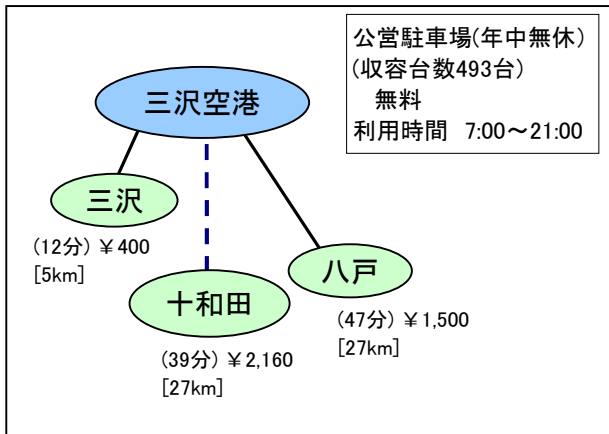 公営駐車場(年中無休)
(収容台数493台)
無料
利用時間 7:00～21:00
三沢空港
三沢
(12分) ￥400
[5km]
八戸
(47分) ￥1,500
[27km]
十和田
(39分) ￥2,160
[27km]